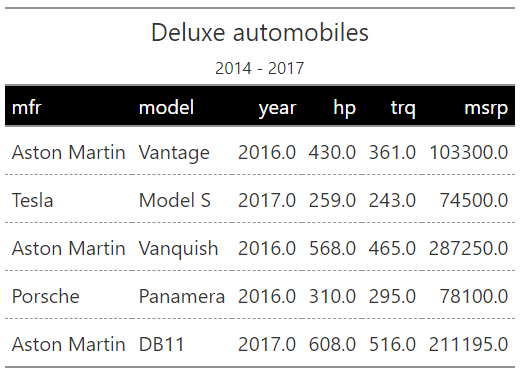 Deluxe automobiles
2014 - 2017
mfr model year hp trq msrp
Aston Martin Vantage 2016.0 430.0 361.0 103300.0
Tesla Model S 2017.0 259.0 243.0 74500.0
Aston Martin Vanquish 2016.0 568.0 465.0 287250.0
Porsche Panamera 2016.0 310.0 295.0 78100.0
Aston Martin DB11 2017.0 608.0 516.0 211195.0